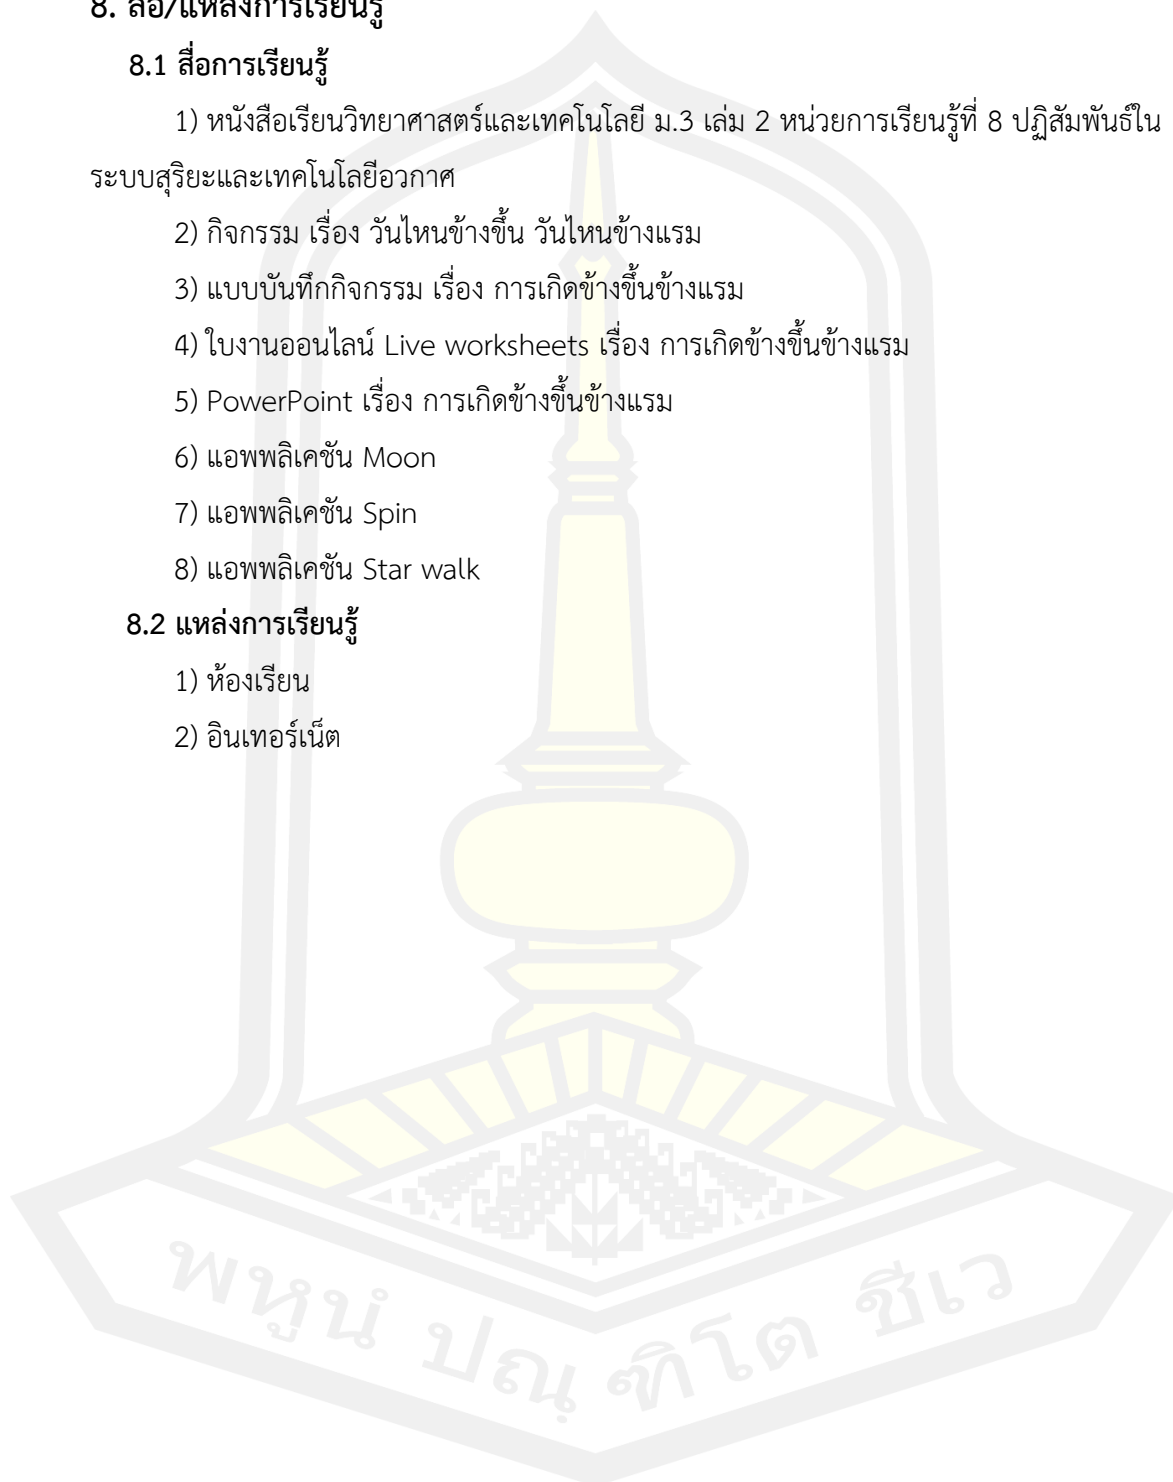 8. สื่อ/แหล่งการเรียนรู้
8.1 สื่อการเรียนรู้
1) หนังสือเรียนวิทยาศาสตร์และเทคโนโลยี ม.3 เล่ม 2 หน่วยการเรียนรู้ที่ 8 ปฏิสัมพันธ์ใน
ระบบสุริยะและเทคโนโลยีอวกาศ
2) กิจกรรม เรื่อง วันไหนข้างขึ้น วันไหนข้างแรม
3) แบบบันทึกกิจกรรม เรื่อง การเกิดข้างขึ้นข้างแรม
4) ใบงานออนไลน์ Live worksheets เรื่อง การเกิดข้างขึ้นข้างแรม
5) PowerPoint เรื่อง การเกิดข้างขึ้นข้างแรม
6) แอพพลิเคชัน Moon
7) แอพพลิเคชัน Spin
8) แอพพลิเคชัน Star walk
8.2 แหล่งการเรียนรู้
1) ห้องเรียน
2) อินเทอร์เน็ต
พหูนํ ปณฺฑิโต ชีเว